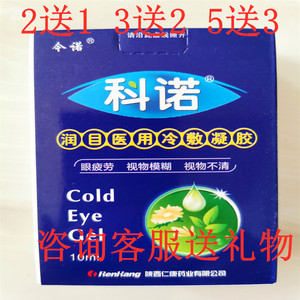 2送1 3送2 5送3
令诺
科诺®
润目医用冷敷凝胶
眼疲劳 视物模糊 视物不清
Cold
Eye
Gel
10ml
咨询客服送礼物
RenKang 陕西仁康药业有限公司